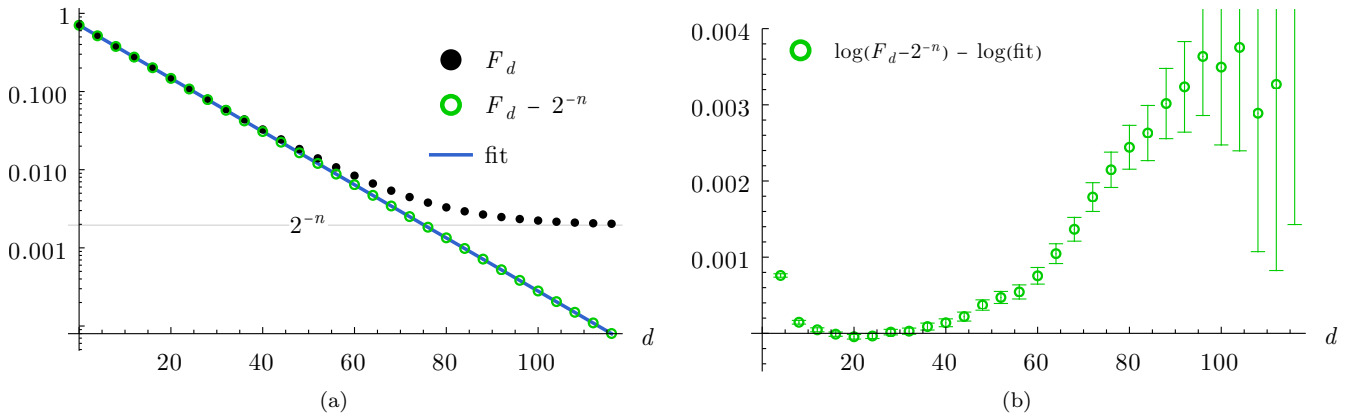 1
0.100
0.010
0.001
2⁻ⁿ
F_d
F_d − 2⁻ⁿ
fit
20 40 60 80 100
d
(a)
0.004
0.003
0.002
0.001
log(F_d−2⁻ⁿ) − log(fit)
20 40 60 80 100
d
(b)